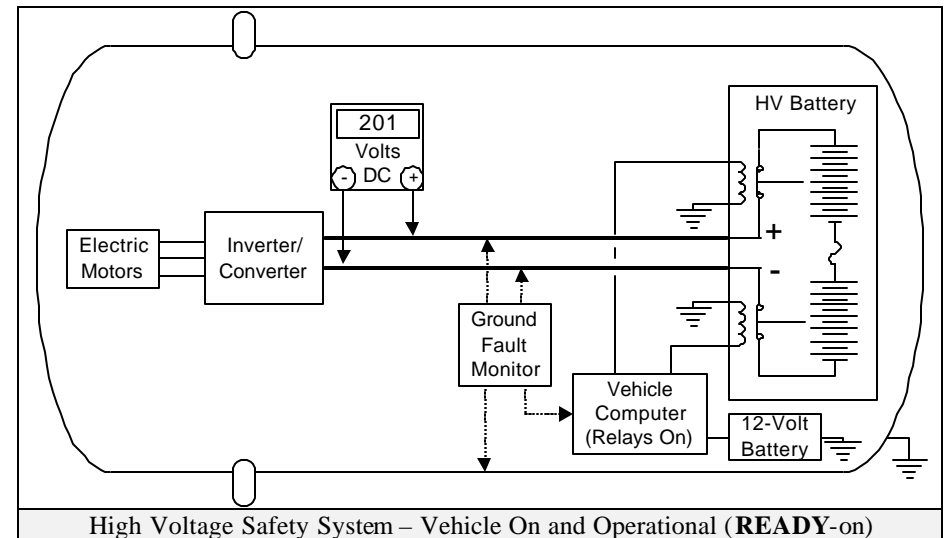 HV Battery
201
Volts
- DC +
+
-
Electric
Motors
Inverter/
Converter
Ground
Fault
Monitor
Vehicle
Computer
(Relays On)
12-Volt
Battery
High Voltage Safety System – Vehicle On and Operational (READY-on)